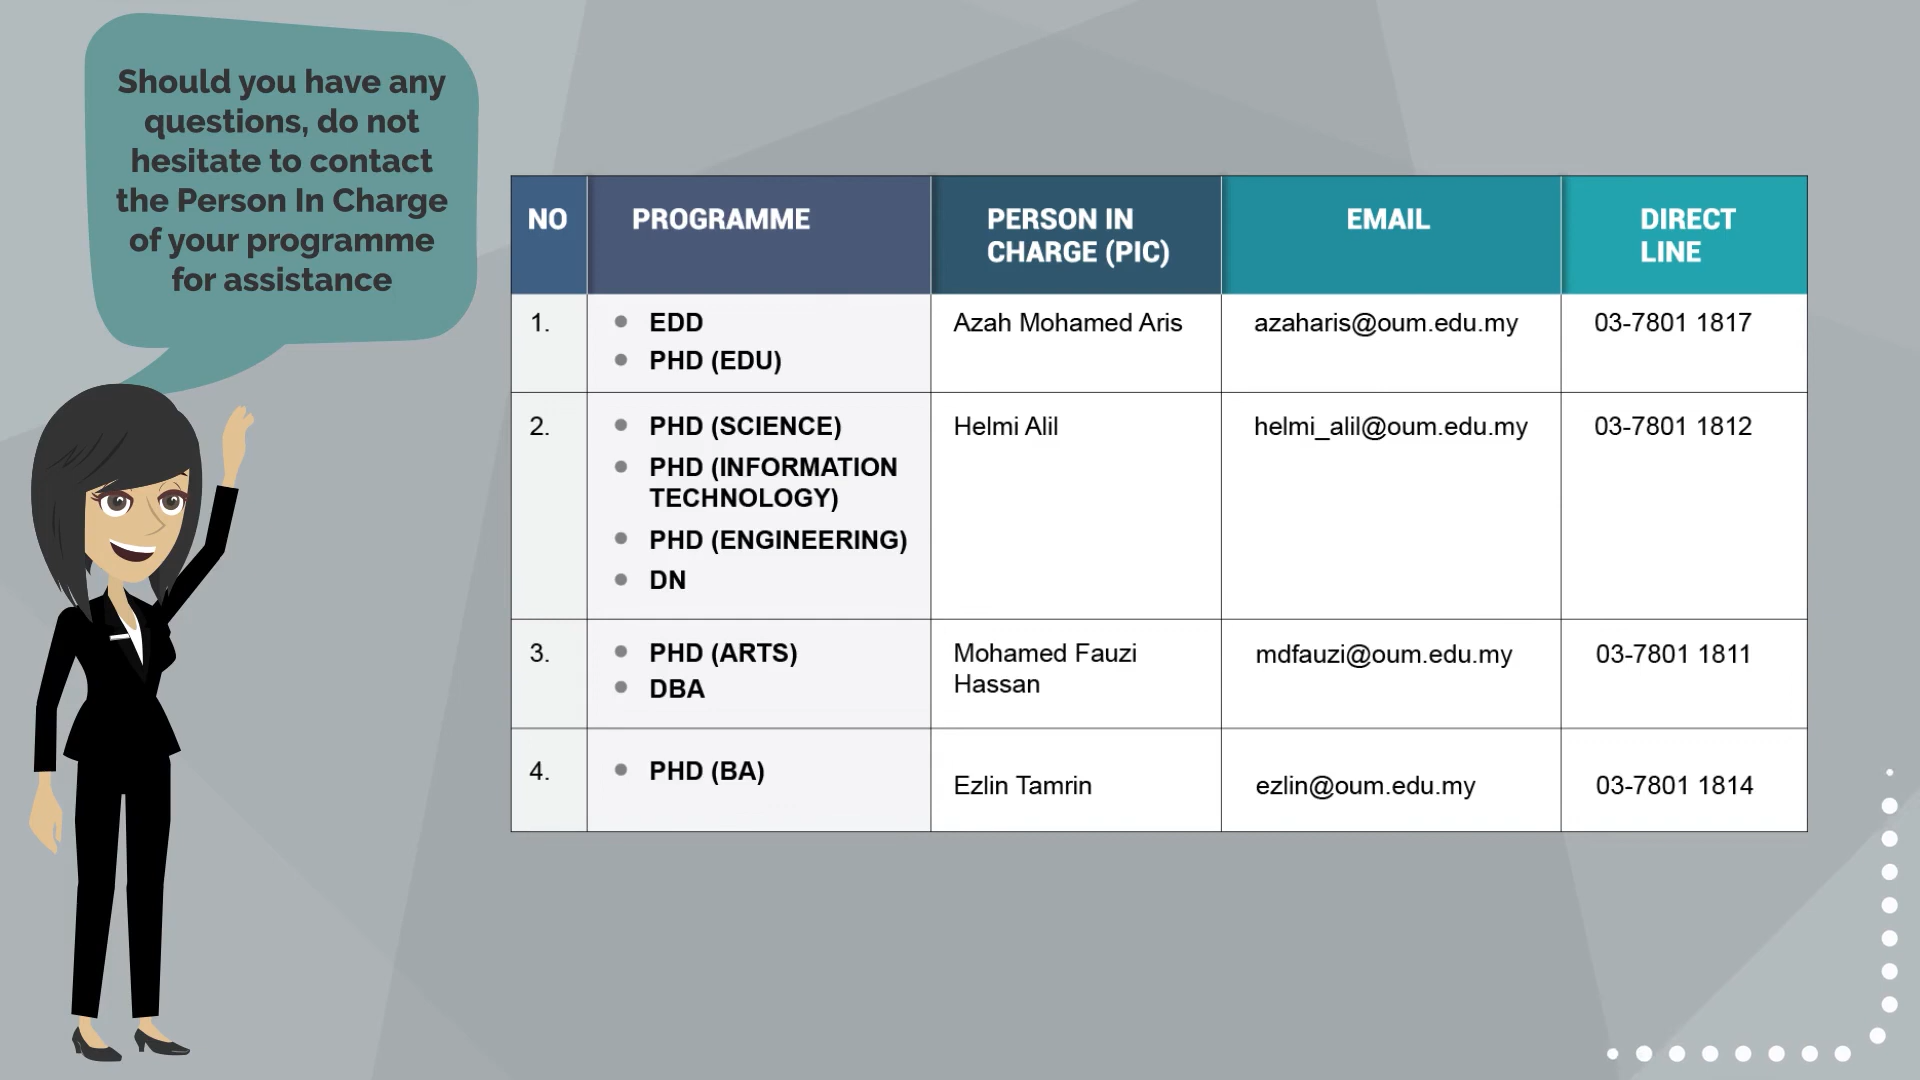 Should you have any
questions, do not
hesitate to contact
the Person In Charge
of your programme
for assistance
NO PROGRAMME PERSON IN CHARGE (PIC) EMAIL DIRECT LINE
1. EDD Azah Mohamed Aris azaharis@oum.edu.my 03-7801 1817
PHD (EDU)
2. PHD (SCIENCE) Helmi Alil helmi_alil@oum.edu.my 03-7801 1812
PHD (INFORMATION
TECHNOLOGY)
PHD (ENGINEERING)
DN
3. PHD (ARTS) Mohamed Fauzi Hassan mdfauzi@oum.edu.my 03-7801 1811
DBA
4. PHD (BA) Ezlin Tamrin ezlin@oum.edu.my 03-7801 1814